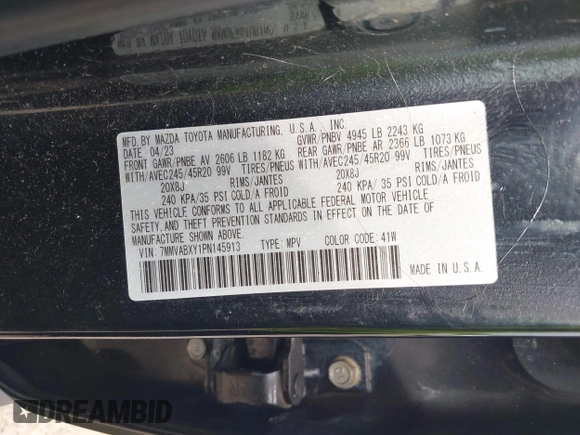 MFD. BY MAZDA TOYOTA MANUFACTURING, U.S.A., INC.
DATE 04/23 GVWR/PNBV 4945 LB 2243 KG
FRONT GAWR/PNBE AV 2606 LB 1182 KG REAR GAWR/PNBE AR 2366 LB 1073 KG
WITH/AVEC245/45R20 99V WITH/AVEC245/45R20 99V
20X8J RIMS/JANTES 20X8J RIMS/JANTES
240 KPA/ 35 PSI COLD/A FROID 240 KPA/ 35 PSI COLD/A FROID
THIS VEHICLE CONFORMS TO ALL APPLICABLE FEDERAL MOTOR VEHICLE
SAFETY, AND THEFT PREVENTION STANDARDS IN EFFECT ON THE DATE OF
MANUFACTURE SHOWN ABOVE.
VIN: 7MMVABXY1PN145913 TYPE: MPV COLOR CODE: 41W
MADE IN U.S.A.
DREAMBID